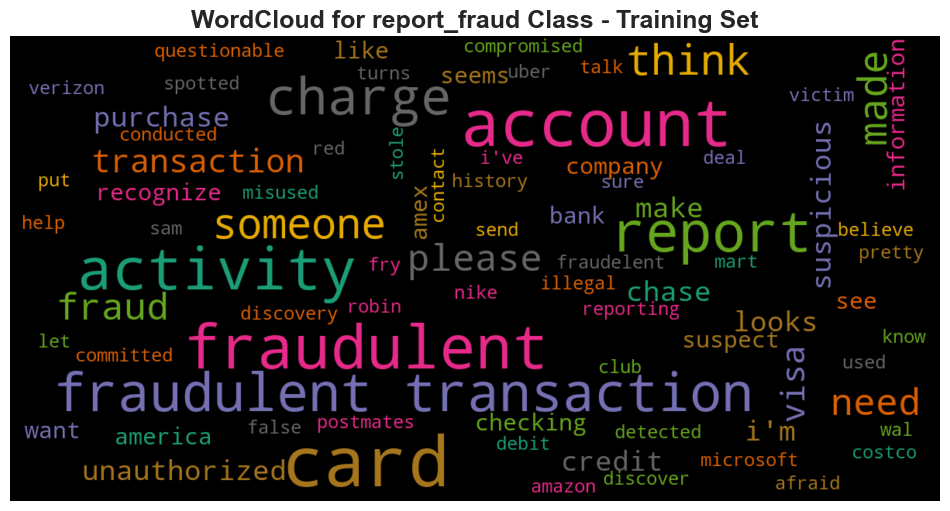 WordCloud for report_fraud Class - Training Set
questionable
like
compromised
turns
seems
uber
talk
think
made
information
verizon
spotted
charge
victim
purchase
account
conducted
red
stole
i've
company
deal
suspicious
transaction
contact
put
recognize
misused
amex
history
sure
help
sam
someone
send
bank
make
report
believe
activity
fry
please
fraudelent
mart
pretty
illegal
chase
fraud
discovery
robin
nike
reporting
see
let
committed
fraudulent
looks
suspect
know
club
visa
used
fraudulent transaction
need
want
america
false
postmates
checking
debit
detected
i'm
wal
unauthorized
card
credit
microsoft
costco
amazon
discover
afraid